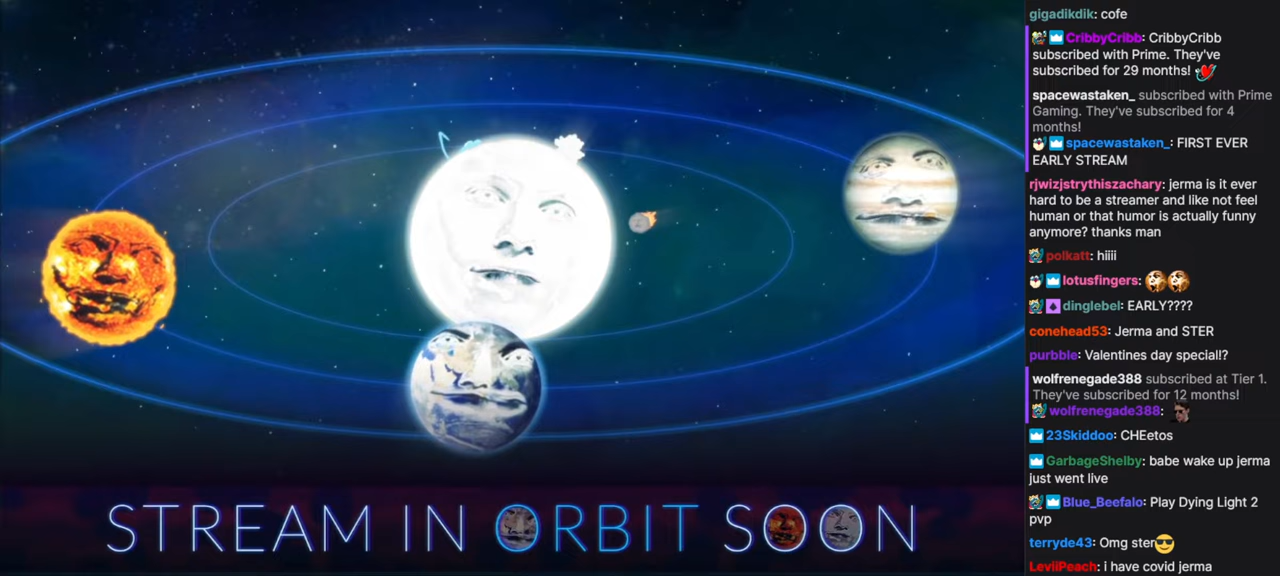 STREAM IN ORBIT SOON
gigadikdik: cofe
CribbyCribb: CribbyCribb
subscribed with Prime. They've
subscribed for 29 months!
spacewastaken_ subscribed with Prime
Gaming. They've subscribed for 4
months!
spacewastaken_: FIRST EVER
EARLY STREAM
rjwizjstrythiszachary: jerma is it ever
hard to be a streamer and like not feel
human or that humor is actually funny
anymore? thanks man
polkatt: hiiii
lotusfingers:
dinglebel: EARLY????
conehead53: Jerma and STER
purbble: Valentines day special!?
wolfrenegade388 subscribed at Tier 1.
They've subscribed for 12 months!
wolfrenegade388:
23Skiddoo: CHEetos
GarbageShelby: babe wake up jerma
just went live
Blue_Beefalo: Play Dying Light 2
pvp
terryde43: Omg ster
LeviiPeach: i have covid jerma